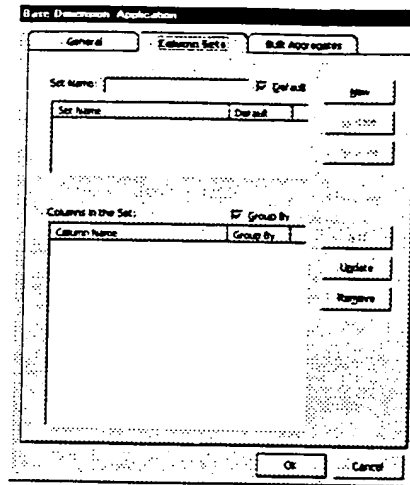 Base Dimension Application
General Column Sets Built Aggregates
Set Name: Default New
Set Name Default
Columns in the Set: Group By
Column Name Group By
Update
Remove
OK Cancel